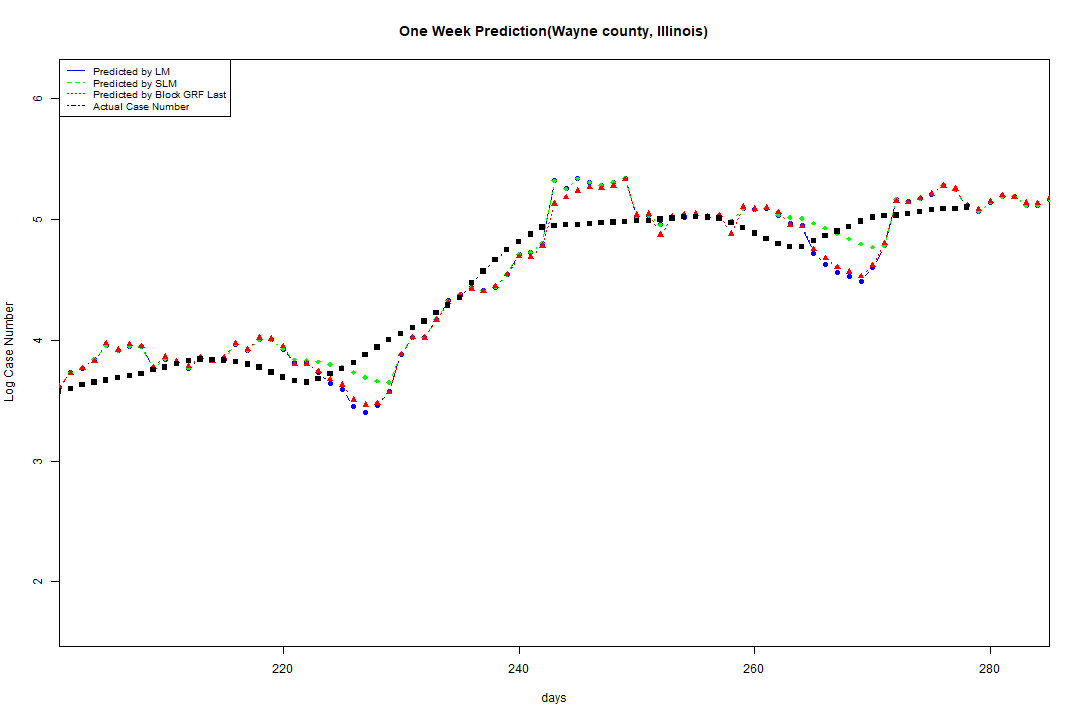 One Week Prediction(Wayne county, Illinois)
Predicted by LM
Predicted by SLM
Predicted by Block GRF Last
Actual Case Number
6
5
4
3
2
Log Case Number
220 240 260 280
days